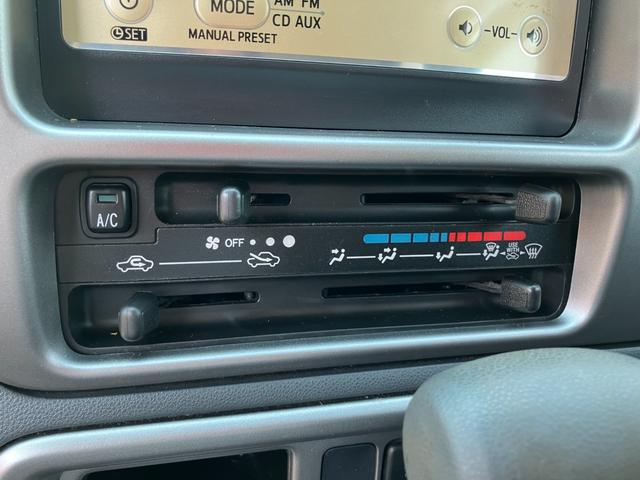 AM FM
MODE
CD AUX
SET
MANUAL PRESET
-VOL-
A/C
OFF
USE
WITH